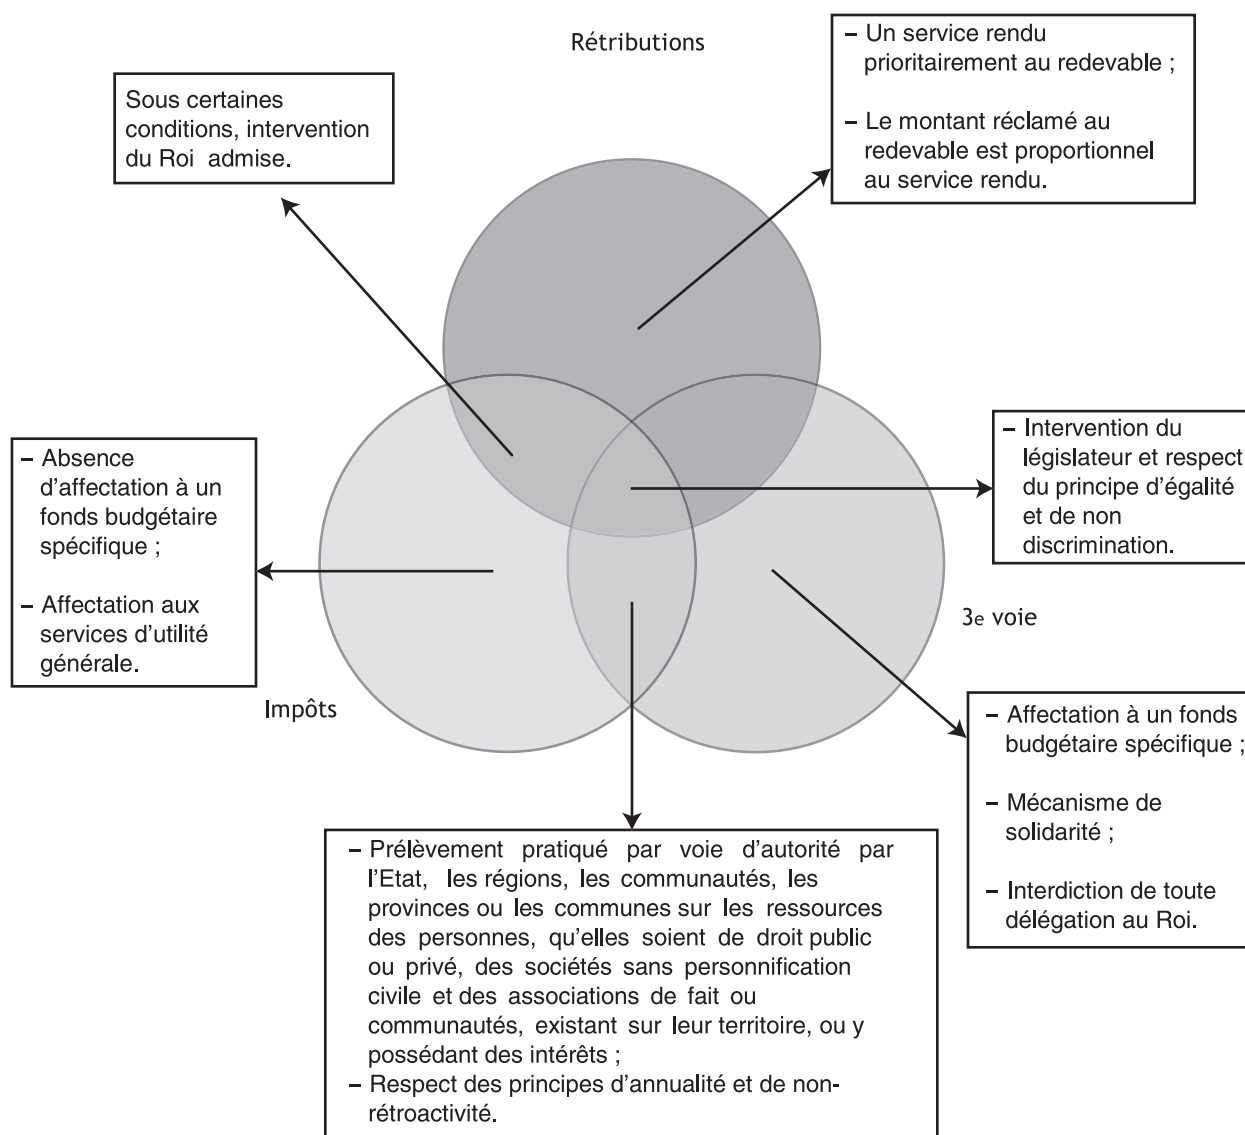 Rétributions
– Un service rendu
prioritairement au redevable ;
– Le montant réclamé au
redevable est proportionnel
au service rendu.
Sous certaines
conditions, intervention
du Roi admise.
– Absence
d'affectation à un
fonds budgétaire
spécifique ;
– Affectation aux
services d'utilité
générale.
– Intervention du
législateur et respect
du principe d'égalité
et de non
discrimination.
3e voie
Impôts
– Affectation à un fonds
budgétaire spécifique ;
– Mécanisme de
solidarité ;
– Interdiction de toute
délégation au Roi.
– Prélèvement pratiqué par voie d'autorité par
l'Etat, les régions, les communautés, les
provinces ou les communes sur les ressources
des personnes, qu'elles soient de droit public
ou privé, des sociétés sans personnification
civile et des associations de fait ou
communautés, existant sur leur territoire, ou y
possédant des intérêts ;
– Respect des principes d'annualité et de non-
rétroactivité.